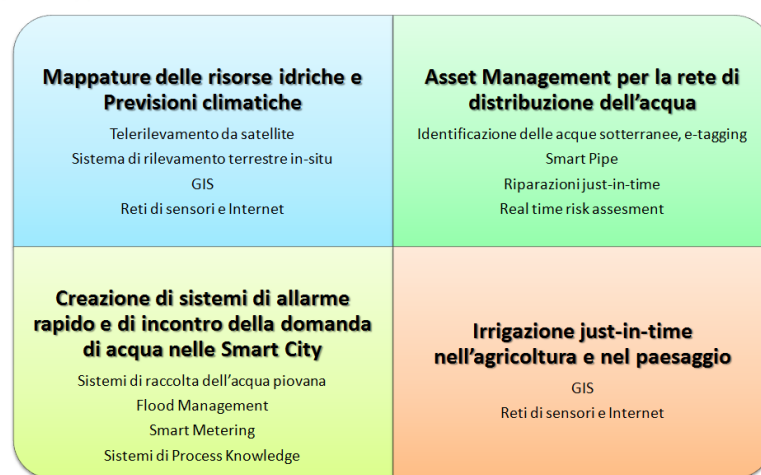 Mappature delle risorse idriche e
Previsioni climatiche
Telerilevamento da satellite
Sistema di rilevamento terrestre in-situ
GIS
Reti di sensori e Internet
Asset Management per la rete di
distribuzione dell'acqua
Identificazione delle acque sotterranee, e-tagging
Smart Pipe
Riparazioni just-in-time
Real time risk assesment
Creazione di sistemi di allarme
rapido e di incontro della domanda
di acqua nelle Smart City
Sistemi di raccolta dell'acqua piovana
Flood Management
Smart Metering
Sistemi di Process Knowledge
Irrigazione just-in-time
nell'agricoltura e nel paesaggio
GIS
Reti di sensori e Internet